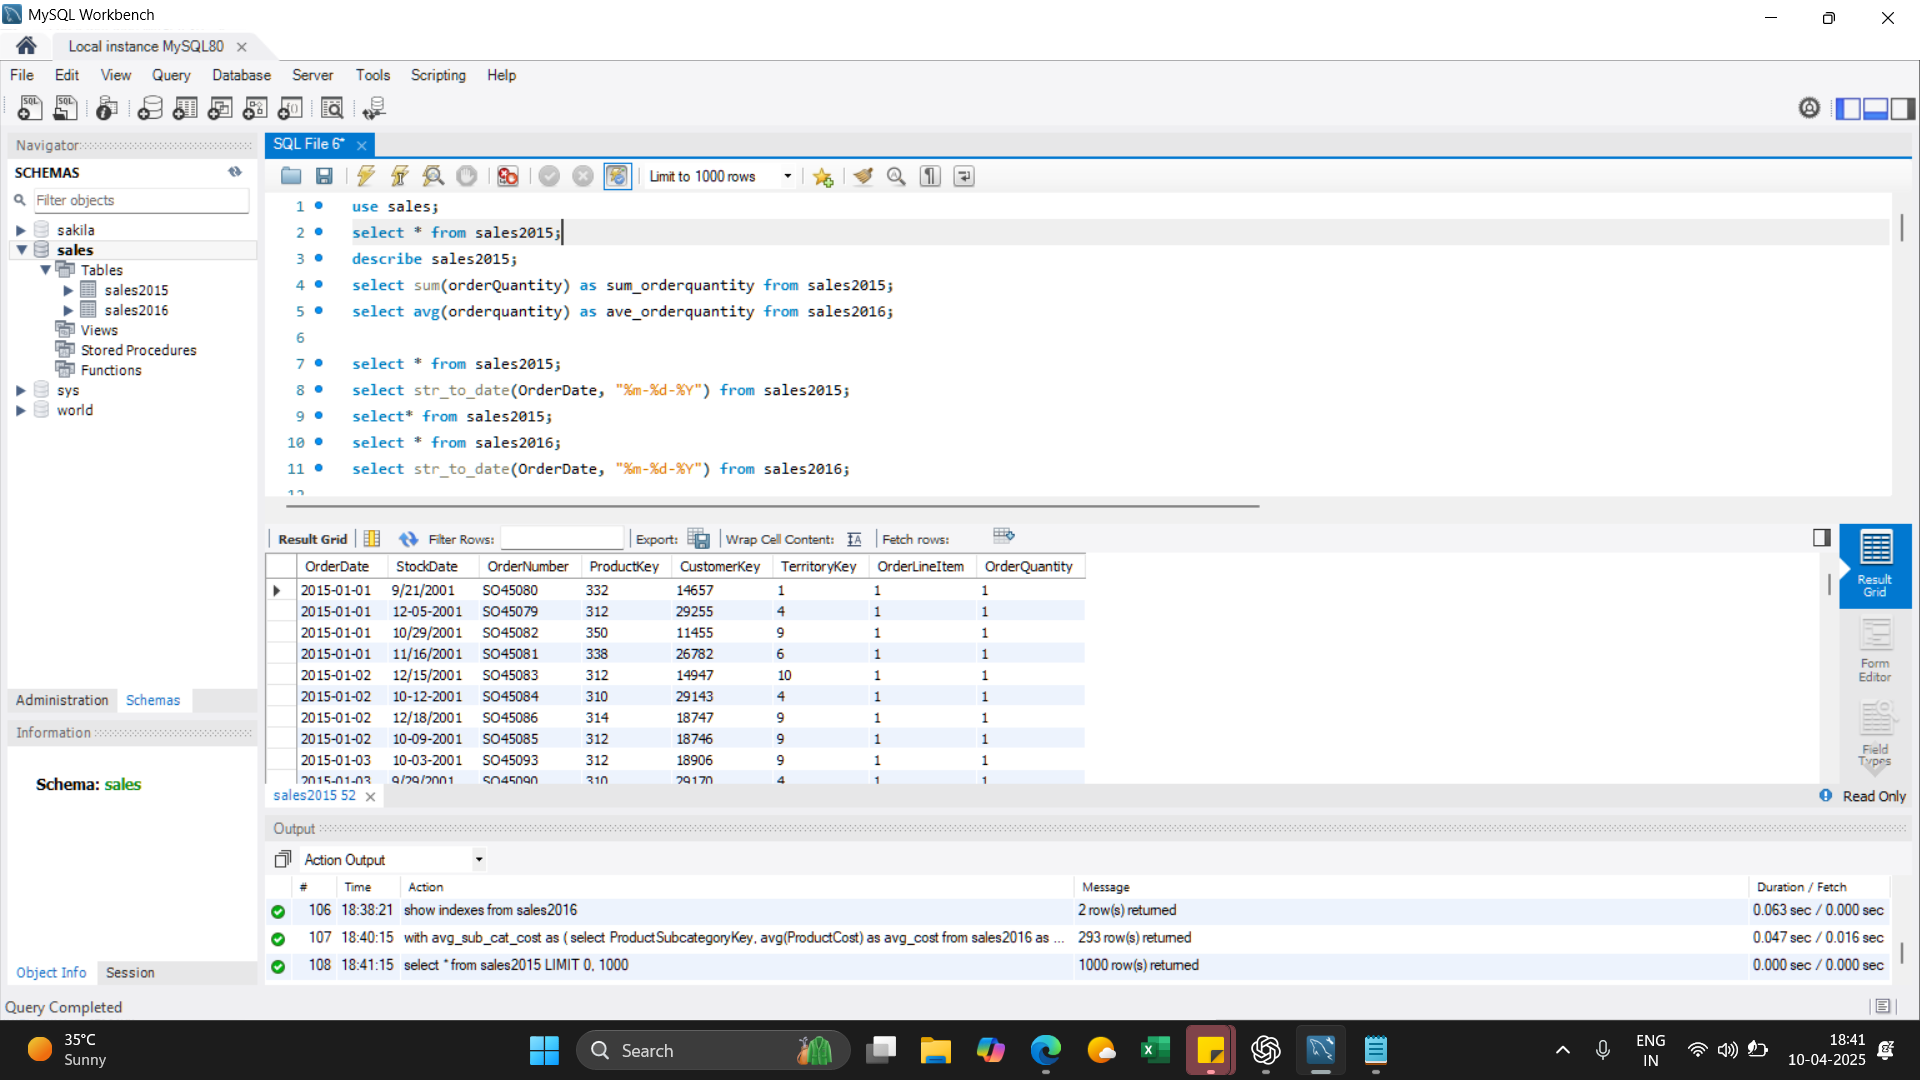 MySQL Workbench
Local instance MySQL80
File Edit View Query Database Server Tools Scripting Help
Navigator
SCHEMAS
Filter objects
sakila
sales
Tables
sales2015
sales2016
Views
Stored Procedures
Functions
sys
world
Administration Schemas
Information
Schema: sales
Object Info Session
SQL File 6*
Limit to 1000 rows
1 use sales;
2 select * from sales2015;
3 describe sales2015;
4 select sum(orderQuantity) as sum_orderquantity from sales2015;
5 select avg(orderquantity) as ave_orderquantity from sales2016;
6
7 select * from sales2015;
8 select str_to_date(OrderDate, "%m-%d-%Y") from sales2015;
9 select* from sales2015;
10 select * from sales2016;
11 select str_to_date(OrderDate, "%m-%d-%Y") from sales2016;
12
Result Grid Filter Rows: Export: Wrap Cell Content: Fetch rows:
OrderDate StockDate OrderNumber ProductKey CustomerKey TerritoryKey OrderLineItem OrderQuantity
2015-01-01 9/21/2001 SO45080 332 14657 1 1 1
2015-01-01 12-05-2001 SO45079 312 29255 4 1 1
2015-01-01 10/29/2001 SO45082 350 11455 9 1 1
2015-01-01 11/16/2001 SO45081 338 26782 6 1 1
2015-01-02 12/15/2001 SO45083 312 14947 10 1 1
2015-01-02 10-12-2001 SO45084 310 29143 4 1 1
2015-01-02 12/18/2001 SO45086 314 18747 9 1 1
2015-01-02 10-09-2001 SO45085 312 18746 9 1 1
2015-01-03 10-03-2001 SO45093 312 18906 9 1 1
2015-01-03 9/29/2001 SO45090 310 29170 4 1 1
Result
Grid
Form
Editor
Field
Types
sales2015 52
Read Only
Output
Action Output
# Time Action Message Duration / Fetch
106 18:38:21 show indexes from sales2016 2 row(s) returned 0.063 sec / 0.000 sec
107 18:40:15 with avg_sub_cat_cost as ( select ProductSubcategoryKey, avg(ProductCost) as avg_cost from sales2016 as ... 293 row(s) returned 0.047 sec / 0.016 sec
108 18:41:15 select * from sales2015 LIMIT 0, 1000 1000 row(s) returned 0.000 sec / 0.000 sec
Query Completed
35°C
Sunny
Search
ENG
IN
18:41
10-04-2025